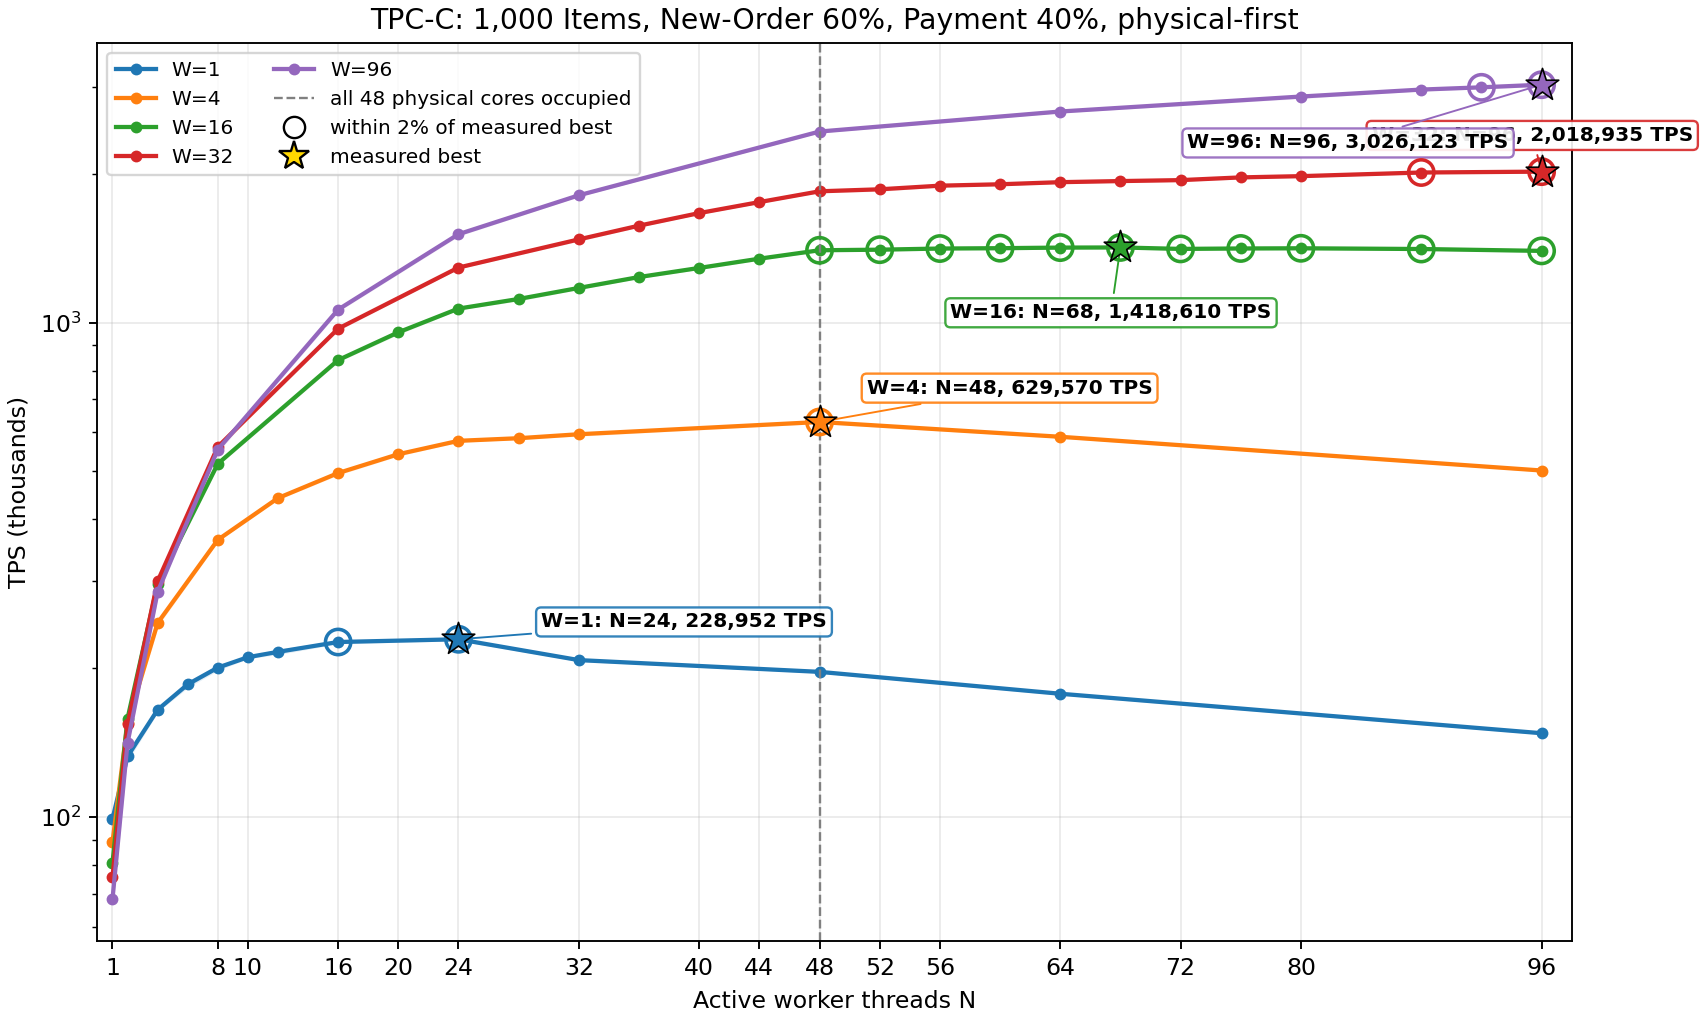 TPC-C: 1,000 Items, New-Order 60%, Payment 40%, physical-first
W=1
W=4
W=16
W=32
W=96
all 48 physical cores occupied
within 2% of measured best
measured best
W=96: N=96, 3,026,123 TPS
, 2,018,935 TPS
W=16: N=68, 1,418,610 TPS
W=4: N=48, 629,570 TPS
W=1: N=24, 228,952 TPS
TPS (thousands)
10³
10²
1 8 10 16 20 24 32 40 44 48 52 56 64 72 80 96
Active worker threads N